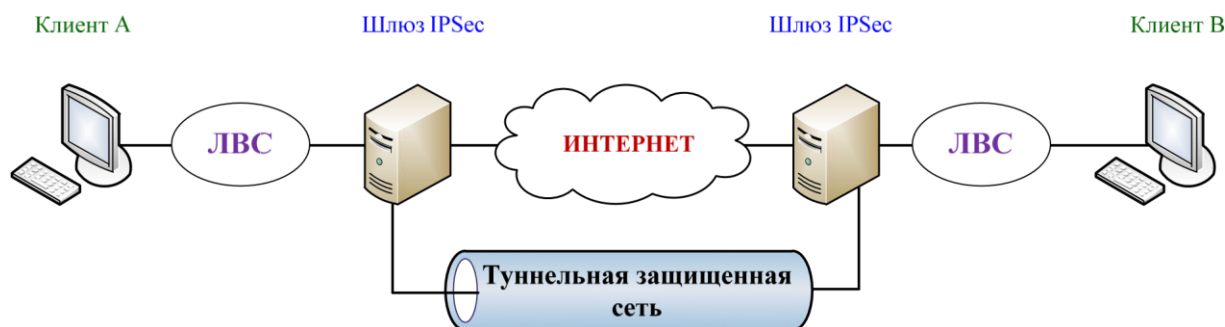 Клиент А
Шлюз IPSec
Шлюз IPSec
Клиент В
ЛВС
ИНТЕРНЕТ
ЛВС
Туннельная защищенная
сеть